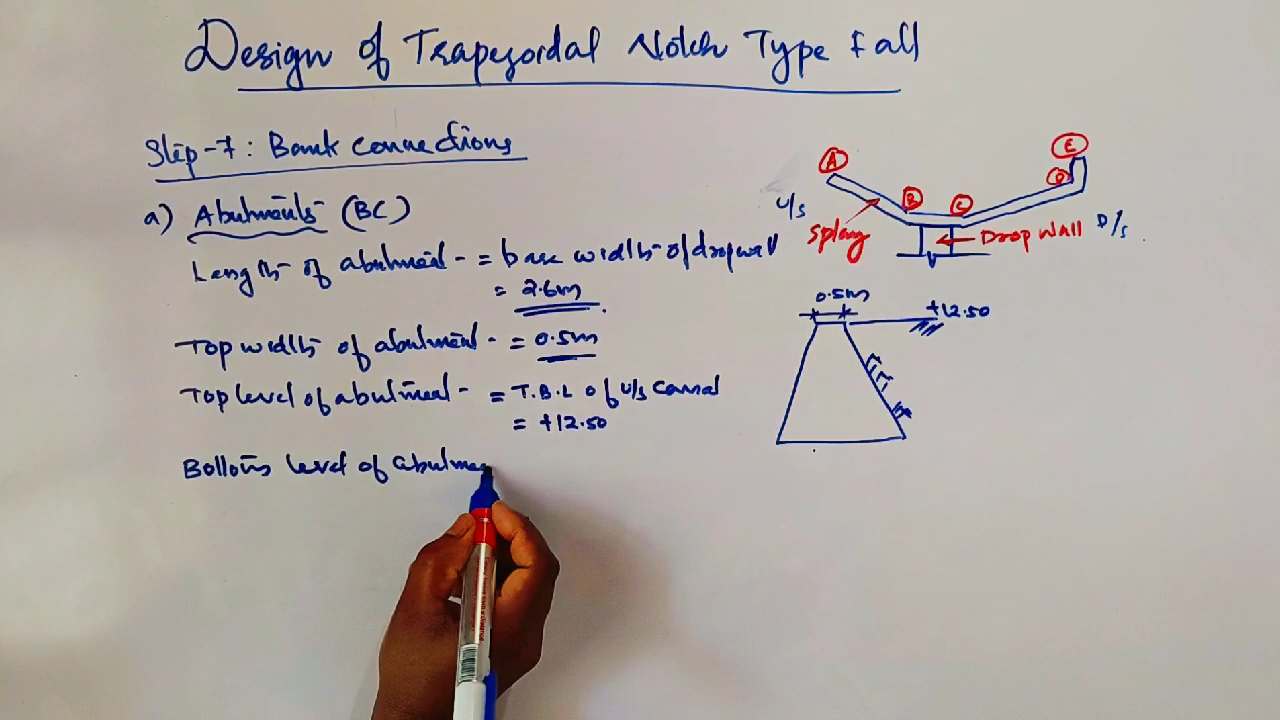 Design of Trapezoidal Notch Type Fall
Step-7: Bank connections
a) Abutments (BC)
Length of abutment = base width of dropwall
= 2.6m
Top width of abutment = 0.5m
Top level of abutment = T.B.L of U/s Canal
= +12.50
Bottom level of abutme
A
B
C
D
E
U/s
Splay
Drop Wall
D/s
0.5m
+12.50